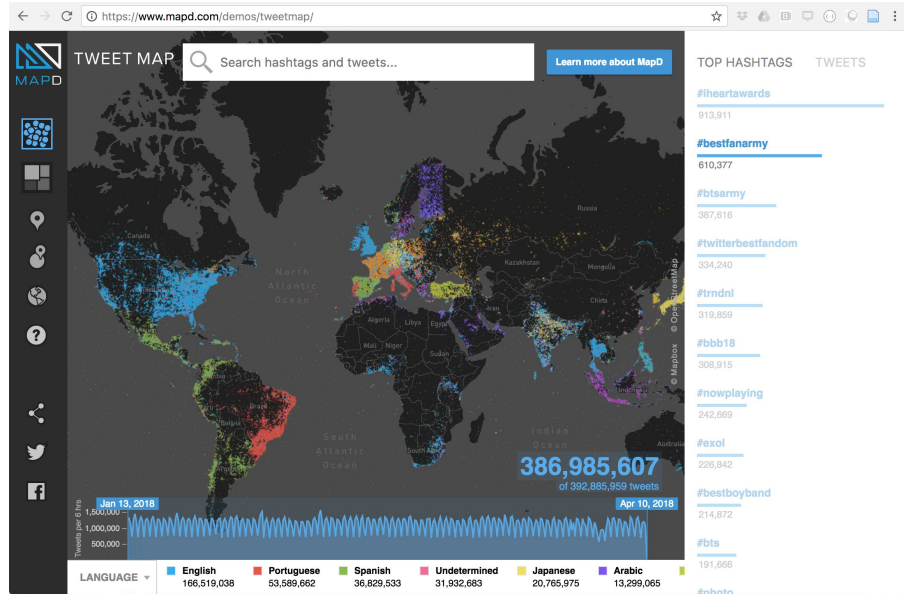 https://www.mapd.com/demos/tweetmap/
MAPD
TWEET MAP
Search hashtags and tweets...
Learn more about MapD
TOP HASHTAGS
TWEETS
#iheartawards
913,911
#bestfanarmy
610,377
#btsarmy
387,616
#twitterbestfandom
334,240
#trndnl
319,859
#bbb18
308,915
#nowplaying
242,669
#exol
226,842
#bestboyband
214,872
#bts
191,666
#photo
Canada
Russia
Kazakhstan
Mongolia
China
North
Atlantic
Ocean
Algeria
Libya
Egypt
Iran
Mali
Niger
Sudan
Brazil
Bolivia
South
Atlantic
Ocean
Indian
Ocean
© Mapbox © OpenStreetMap
386,985,607
of 392,885,959 tweets
Jan 13, 2018
Apr 10, 2018
Tweets per 6 hrs
1,500,000
1,000,000
500,000
LANGUAGE
English
166,519,038
Portuguese
53,589,662
Spanish
36,829,533
Undetermined
31,932,683
Japanese
20,765,975
Arabic
13,299,065